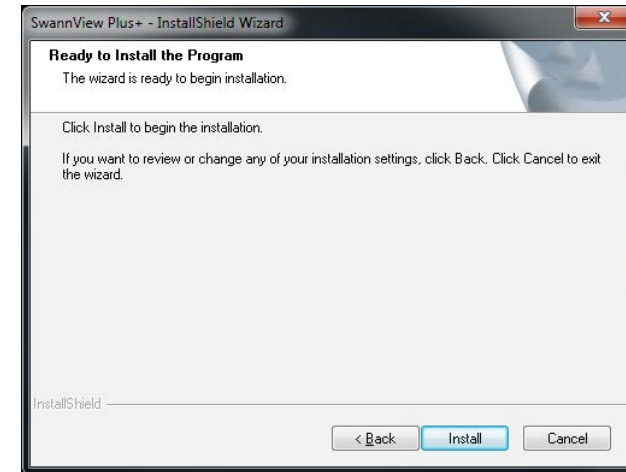 SwannView Plus+ - InstallShield Wizard
Ready to Install the Program
The wizard is ready to begin installation.
Click Install to begin the installation.
If you want to review or change any of your installation settings, click Back. Click Cancel to exit
the wizard.
InstallShield
< Back
Install
Cancel